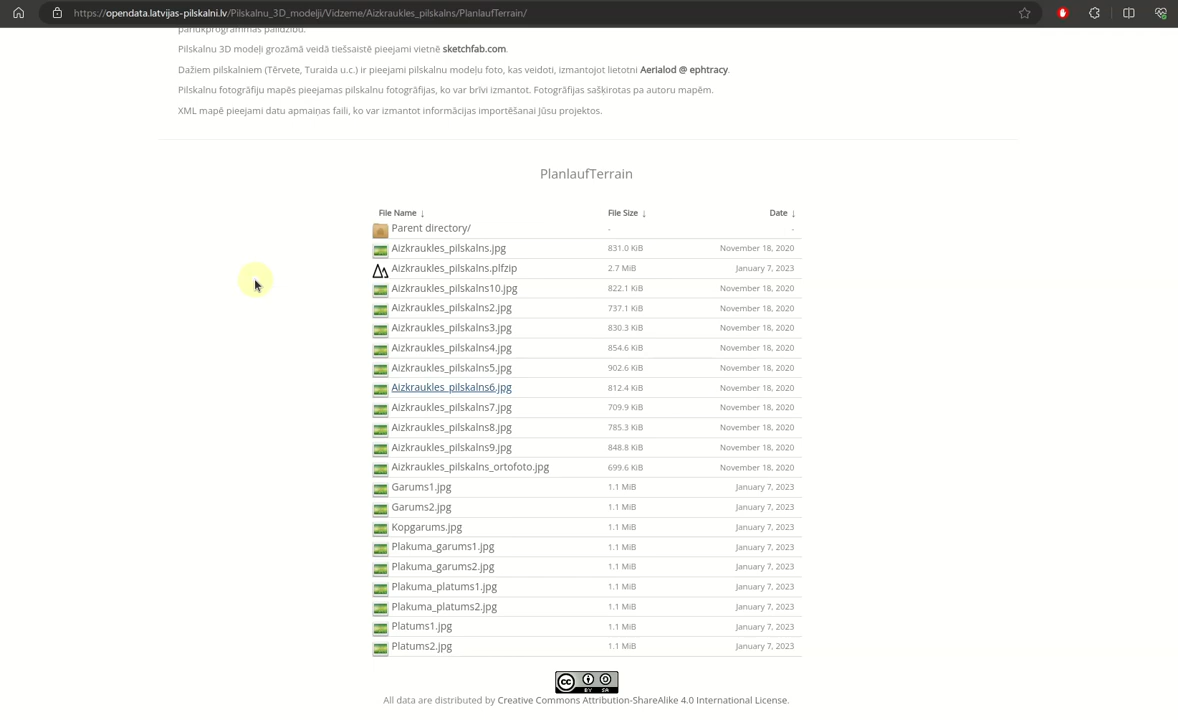 https://opendata.latvijas-pilskalni.lv/Pilskalnu_3D_modelji/Vidzeme/Aizkraukles_pilskalns/PlanlaufTerrain/
pārlūkprogrammas palīdzību.
Pilskalnu 3D modeļi grozāmā veidā tiešsaistē pieejami vietnē sketchfab.com.
Dažiem pilskalniem (Tērvete, Turaida u.c.) ir pieejami pilskalnu modeļu foto, kas veidoti, izmantojot lietotni Aerialod @ ephtracy.
Pilskalnu fotogrāfiju mapēs pieejamas pilskalnu fotogrāfijas, ko var brīvi izmantot. Fotogrāfijas sašķirotas pa autoru mapēm.
XML mapē pieejami datu apmaiņas faili, ko var izmantot informācijas importēšanai Jūsu projektos.
PlanlaufTerrain
File Name ↓ File Size ↓ Date ↓
Parent directory/ - -
Aizkraukles_pilskalns.jpg 831.0 KiB November 18, 2020
Aizkraukles_pilskalns.plfzip 2.7 MiB January 7, 2023
Aizkraukles_pilskalns10.jpg 822.1 KiB November 18, 2020
Aizkraukles_pilskalns2.jpg 737.1 KiB November 18, 2020
Aizkraukles_pilskalns3.jpg 830.3 KiB November 18, 2020
Aizkraukles_pilskalns4.jpg 854.6 KiB November 18, 2020
Aizkraukles_pilskalns5.jpg 902.6 KiB November 18, 2020
Aizkraukles_pilskalns6.jpg 812.4 KiB November 18, 2020
Aizkraukles_pilskalns7.jpg 709.9 KiB November 18, 2020
Aizkraukles_pilskalns8.jpg 785.3 KiB November 18, 2020
Aizkraukles_pilskalns9.jpg 848.8 KiB November 18, 2020
Aizkraukles_pilskalns_ortofoto.jpg 699.6 KiB November 18, 2020
Garums1.jpg 1.1 MiB January 7, 2023
Garums2.jpg 1.1 MiB January 7, 2023
Kopgarums.jpg 1.1 MiB January 7, 2023
Plakuma_garums1.jpg 1.1 MiB January 7, 2023
Plakuma_garums2.jpg 1.1 MiB January 7, 2023
Plakuma_platums1.jpg 1.1 MiB January 7, 2023
Plakuma_platums2.jpg 1.1 MiB January 7, 2023
Platums1.jpg 1.1 MiB January 7, 2023
Platums2.jpg 1.1 MiB January 7, 2023
cc BY SA
All data are distributed by Creative Commons Attribution-ShareAlike 4.0 International License.